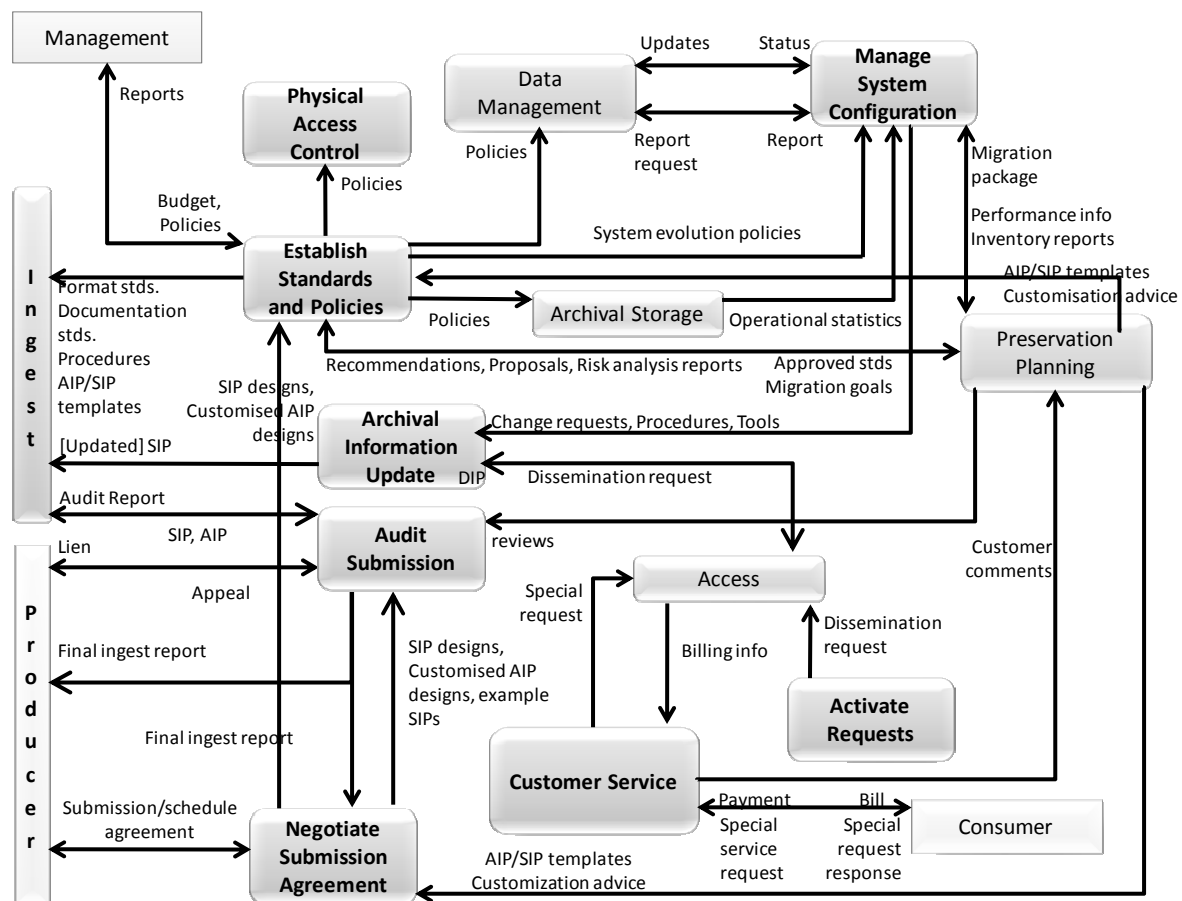 Management
Reports
Physical
Access
Control
Policies
Budget,
Policies
Data
Management
Policies
Updates
Status
Report
request
Report
Manage
System
Configuration
Migration
package
Performance info
Inventory reports
System evolution policies
AIP/SIP templates
Customisation advice
Establish
Standards
and Policies
Policies
Archival Storage
Operational statistics
Preservation
Planning
Recommendations, Proposals, Risk analysis reports
Approved stds
Migration goals
Ingest
Format stds.
Documentation
stds.
Procedures
AIP/SIP
templates
SIP designs,
Customised AIP
designs
Archival
Information
Update
Change requests, Procedures, Tools
[Updated] SIP
DIP
Dissemination request
Audit Report
SIP, AIP
Audit
Submission
reviews
Lien
Appeal
Producer
Final ingest report
Final ingest report
SIP designs,
Customised AIP
designs, example
SIPs
Special
request
Access
Billing info
Dissemination
request
Activate
Requests
Customer
comments
Customer Service
Payment
Special
service
request
Bill
Special
request
response
Consumer
Submission/schedule
agreement
Negotiate
Submission
Agreement
AIP/SIP templates
Customization advice